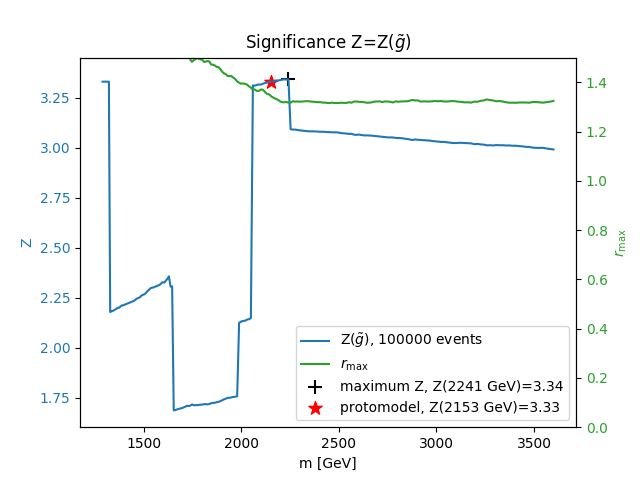 Significance Z=Z(g̃)
3.25
3.00
2.75
2.50
2.25
2.00
1.75
Z
1.4
1.2
1.0
0.8
0.6
0.4
0.2
0.0
r_max
Z(g̃), 100000 events
r_max
maximum Z, Z(2241 GeV)=3.34
protomodel, Z(2153 GeV)=3.33
1500
2000
2500
3000
3500
m [GeV]